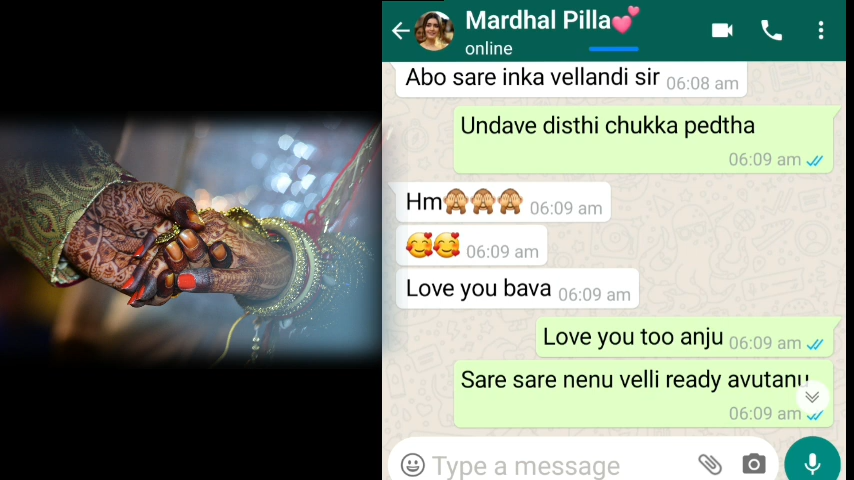 Mardhal Pilla💕
online
Abo sare inka vellandi sir 06:08 am
Undave disthi chukka pedtha
06:09 am
Hm🙈🙈🙈 06:09 am
🥰🥰 06:09 am
Love you bava 06:09 am
Love you too anju 06:09 am
Sare sare nenu velli ready avutanu
06:09 am
Type a message